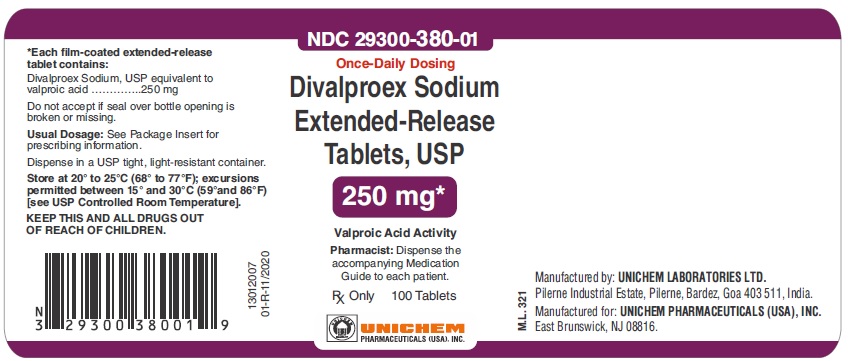 *Each film-coated extended-release
tablet contains:
Divalproex Sodium, USP equivalent to
valproic acid ..............250 mg
Do not accept if seal over bottle opening is
broken or missing.
Usual Dosage: See Package Insert for
prescribing information.
Dispense in a USP tight, light-resistant container.
Store at 20° to 25°C (68° to 77°F); excursions
permitted between 15° and 30°C (59°and 86°F)
[see USP Controlled Room Temperature].
KEEP THIS AND ALL DRUGS OUT
OF REACH OF CHILDREN.
N
3 29300 38001 9
13012007
01-R-11/2020
NDC 29300-380-01
Once-Daily Dosing
Divalproex Sodium
Extended-Release
Tablets, USP
250 mg*
Valproic Acid Activity
Pharmacist: Dispense the
accompanying Medication
Guide to each patient.
℞ Only 100 Tablets
UNICHEM
UNICHEM
PHARMACEUTICALS (USA), INC.
M.L. 321
Manufactured by: UNICHEM LABORATORIES LTD.
Pilerne Industrial Estate, Pilerne, Bardez, Goa 403 511, India.
Manufactured for: UNICHEM PHARMACEUTICALS (USA), INC.
East Brunswick, NJ 08816.